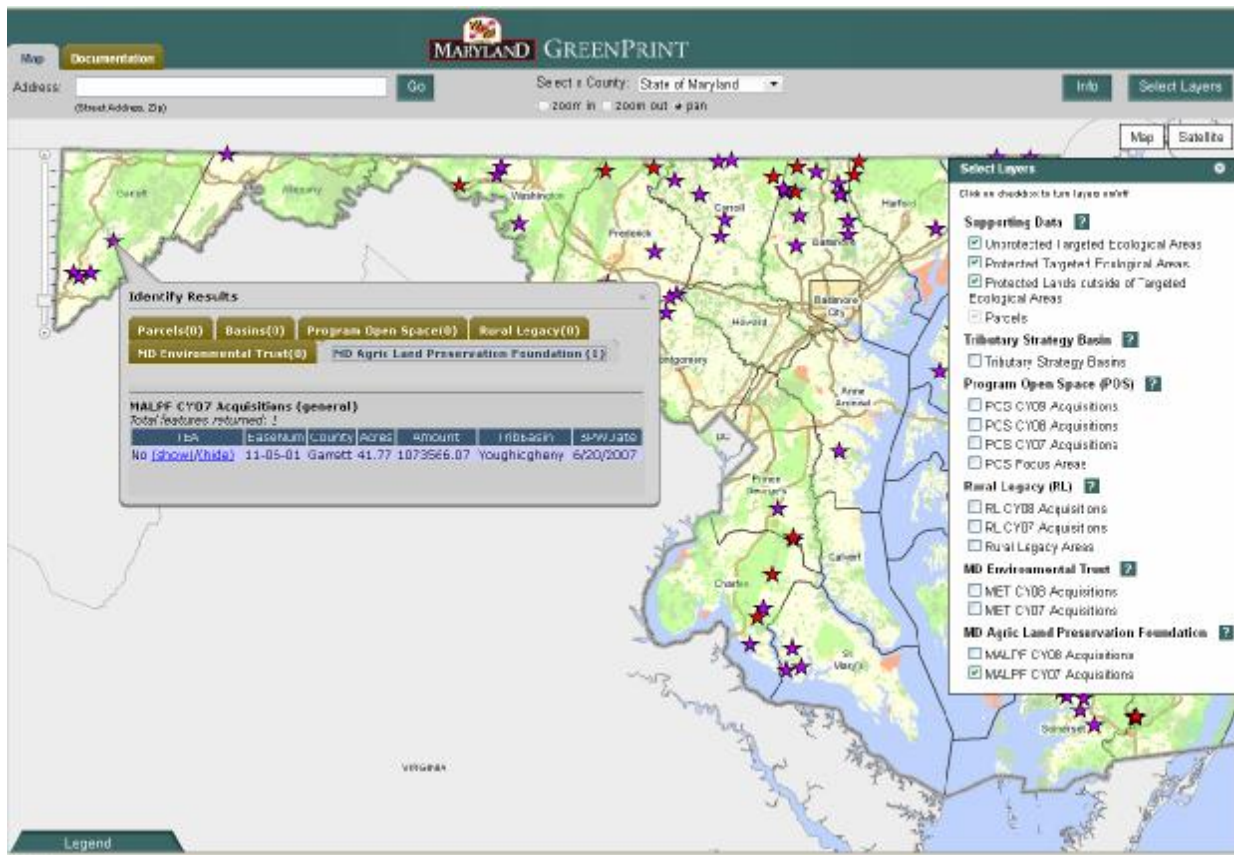 MARYLAND GREENPRINT
Map Documentation
Address: Go
(Street Address, Zip)
Select a County: State of Maryland
zoom in zoom out pan
Info Select Layers
Map Satellite
Garrett
Allegany
Washington
Frederick
Carroll
Baltimore
Harford
Baltimore City
Howard
Montgomery
Anne Arundel
DC
Prince George's
Calvert
Charles
St. Mary's
Somerset
VIRGINIA
Identify Results
Parcels(0) Basins(0) Program Open Space(0) Rural Legacy(0)
MD Environmental Trust(0) MD Agric Land Preservation Foundation (1)
MALPF CY07 Acquisitions (general)
Total features returned: 1
TEA EaseNum County Acres Amount TribBasin BPWDate
No (show)/(hide) 11-05-01 Garrett 41.77 1073566.07 Youghiogheny 6/20/2007
Select Layers
Click on checkbox to turn layers on/off
Supporting Data ?
Unprotected Targeted Ecological Areas
Protected Targeted Ecological Areas
Protected Lands outside of Targeted
Ecological Areas
Parcels
Tributary Strategy Basin ?
Tributary Strategy Basins
Program Open Space (POS) ?
POS CY09 Acquisitions
POS CY08 Acquisitions
POS CY07 Acquisitions
POS Focus Areas
Rural Legacy (RL) ?
RL CY08 Acquisitions
RL CY07 Acquisitions
Rural Legacy Areas
MD Environmental Trust ?
MET CY08 Acquisitions
MET CY07 Acquisitions
MD Agric Land Preservation Foundation ?
MALPF CY08 Acquisitions
MALPF CY07 Acquisitions
Legend